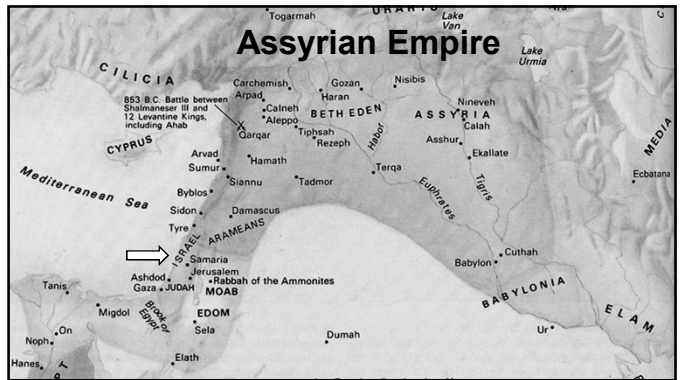 Togarmah
URARTU
Lake
Van
Assyrian Empire
Lake
Urmia
CILICIA
Carchemish
Gozan
Nisibis
Arpad
Haran
853 B.C. Battle between
Shalmaneser III and
12 Levantine Kings,
including Ahab
Calneh
BETH EDEN
Nineveh
Aleppo
ASSYRIA
Calah
Qarqar
Tiphsah
Habor
Rezeph
Asshur
MEDIA
CYPRUS
Arvad
Hamath
Ekallate
Sumur
Terqa
Ecbatana
Mediterranean Sea
Siannu
Tadmor
Byblos
Euphrates
Tigris
Sidon
Damascus
Tyre
ARAMEANS
ISRAEL
Samaria
Cuthah
Babylon
Ashdod
Jerusalem
Rabbah of the Ammonites
Gaza
JUDAH
MOAB
BABYLONIA
Tanis
Migdol
Brook of
Egypt
EDOM
ELAM
On
Sela
Ur
Noph
Dumah
Hanes
Elath